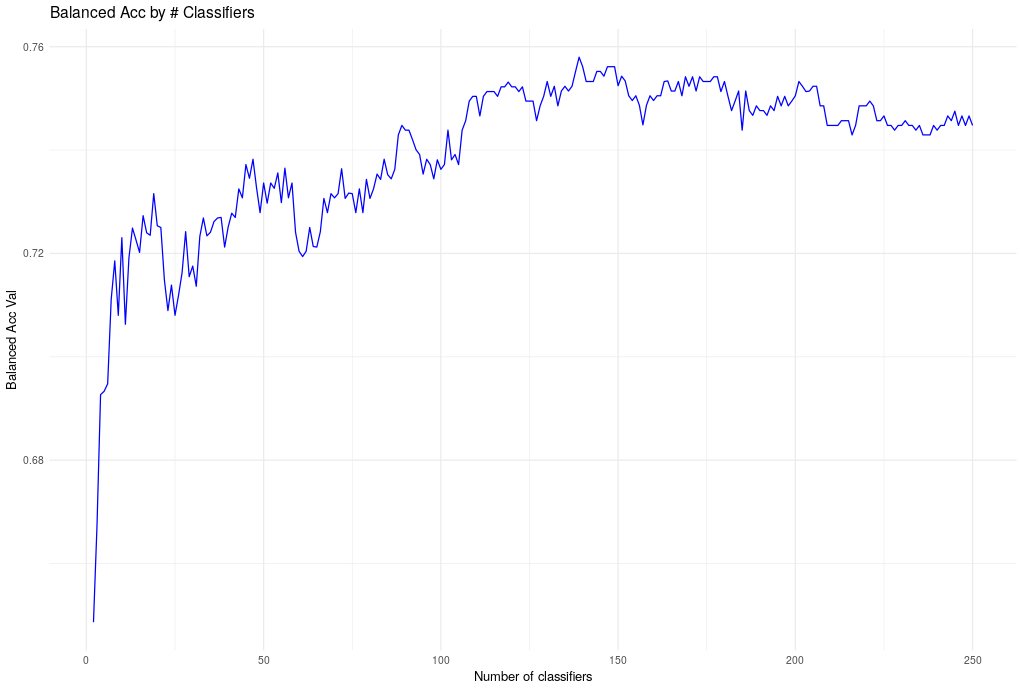 Balanced Acc by # Classifiers
0.76
0.72
0.68
Balanced Acc Val
0 50 100 150 200 250
Number of classifiers